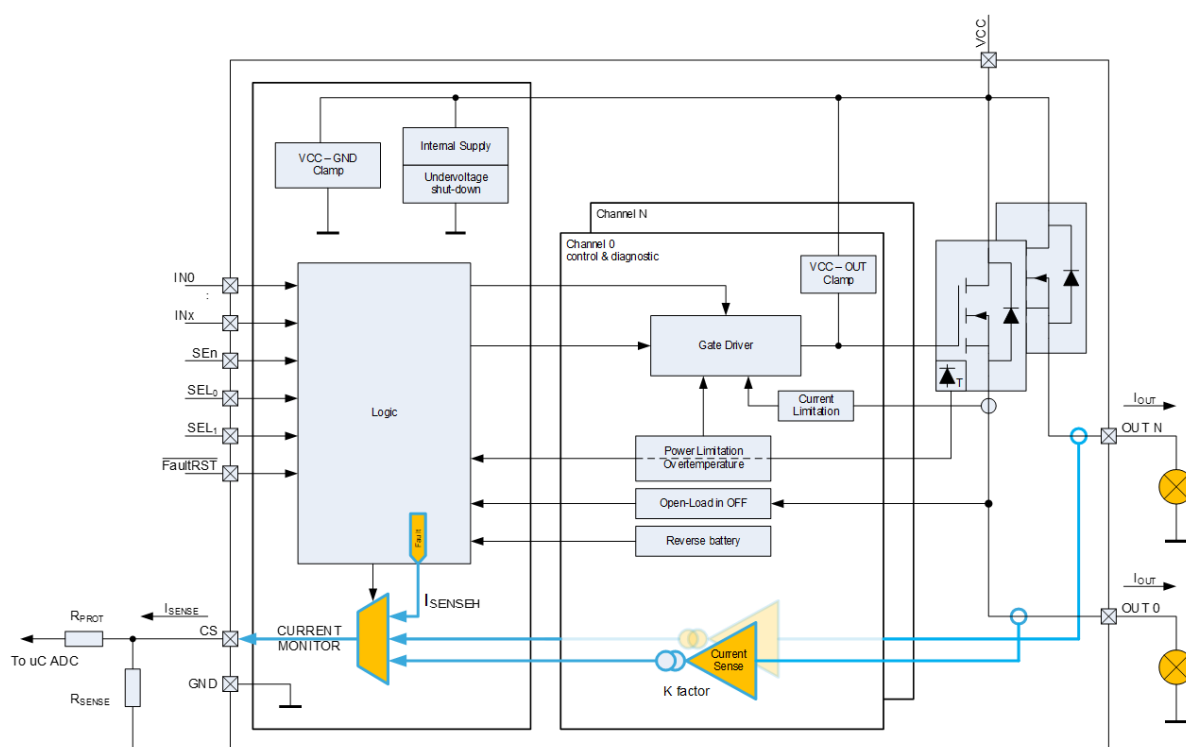 VCC
VCC – GND
Clamp
Internal Supply
Undervoltage
shut-down
Channel N
Channel 0
control & diagnostic
VCC – OUT
Clamp
IN0
:
INx
SEn
SEL0
SEL1
FaultRST
Logic
Gate Driver
Current
Limitation
T
Power Limitation
Overtemperature
Open-Load in OFF
Reverse battery
Fault
IOUT
OUT N
IOUT
OUT 0
ISENSEH
RPROT
ISENSE
CS
CURRENT
MONITOR
To uC ADC
RSENSE
GND
Current
Sense
K factor